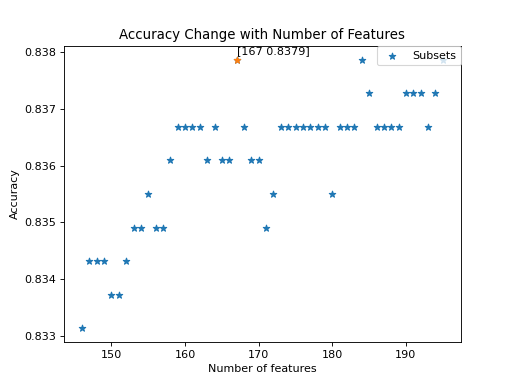 Accuracy Change with Number of Features
[167 0.8379]
Subsets
0.838
0.837
0.836
0.835
0.834
0.833
Accuracy
150 160 170 180 190
Number of features